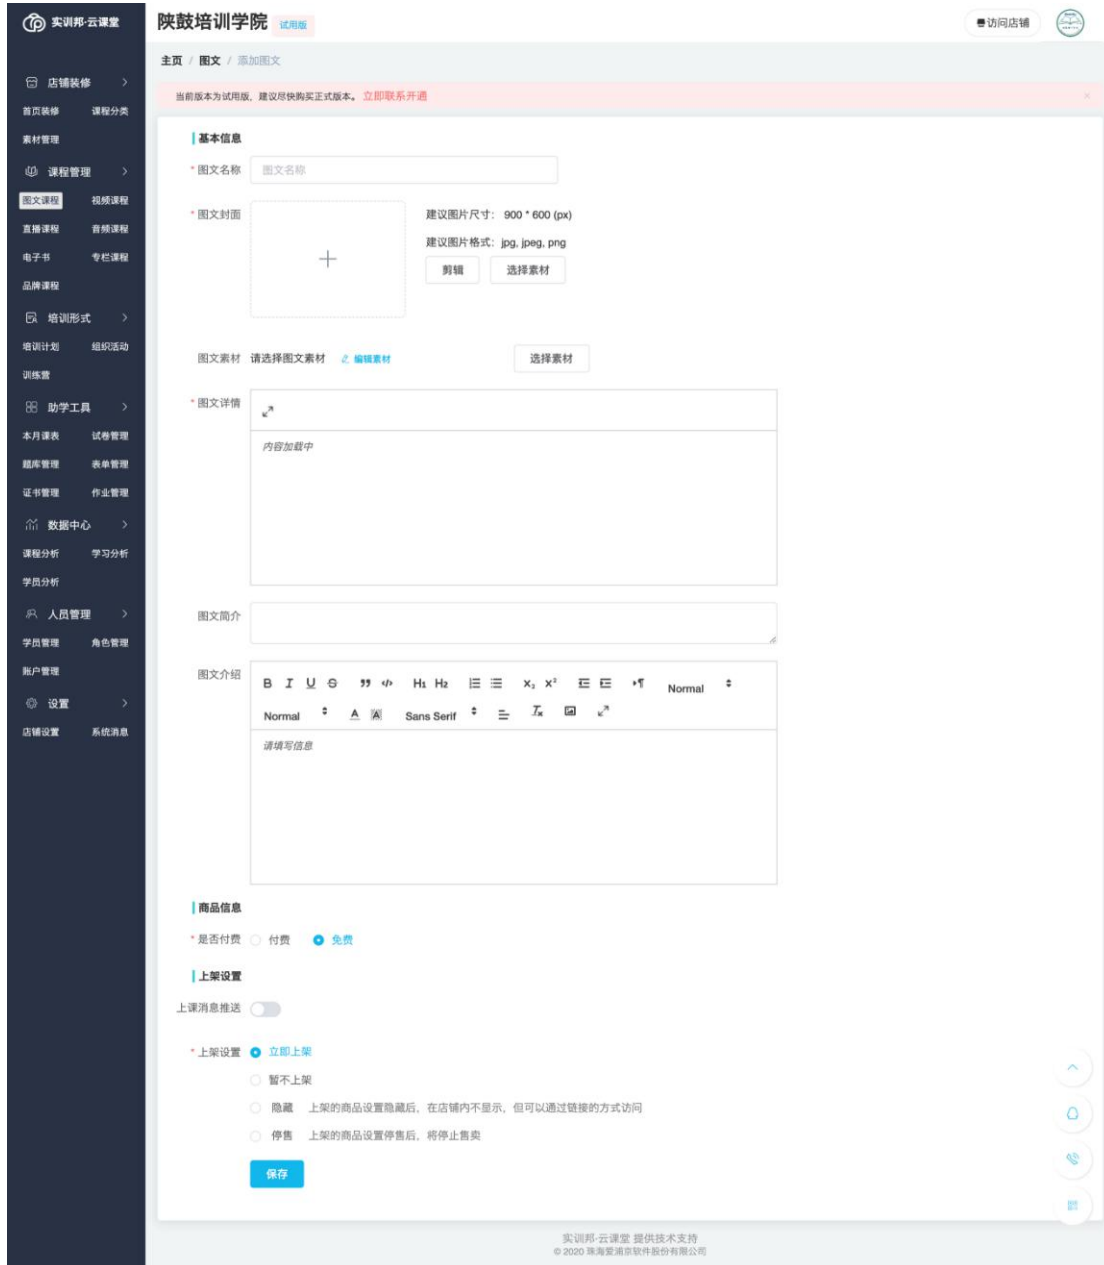 实训邦·云课堂
店铺装修
首页装修 课程分类
素材管理
课程管理
图文课程 视频课程
直播课程 音频课程
电子书 专栏课程
品牌课程
培训形式
培训计划 组织活动
训练营
助学工具
本月课表 试卷管理
题库管理 表单管理
证书管理 作业管理
数据中心
课程分析 学习分析
学员分析
人员管理
学员管理 角色管理
账户管理
设置
店铺设置 系统消息
陕鼓培训学院 试用版
访问店铺
主页 / 图文 / 添加图文
当前版本为试用版，建议尽快购买正式版本。立即联系开通
基本信息
* 图文名称 图文名称
* 图文封面
建议图片尺寸： 900 * 600 (px)
建议图片格式：jpg, jpeg, png
剪辑 选择素材
图文素材 请选择图文素材 编辑素材 选择素材
* 图文详情
内容加载中
图文简介
图文介绍
B I U S H1 H2 X₂ X² Normal
Normal A A Sans Serif Tx
请填写信息
商品信息
* 是否付费 付费 免费
上架设置
上课消息推送
* 上架设置 立即上架
暂不上架
隐藏 上架的商品设置隐藏后，在店铺内不显示，但可以通过链接的方式访问
停售 上架的商品设置停售后，将停止售卖
保存
实训邦·云课堂 提供技术支持
© 2020 珠海爱浦京软件股份有限公司